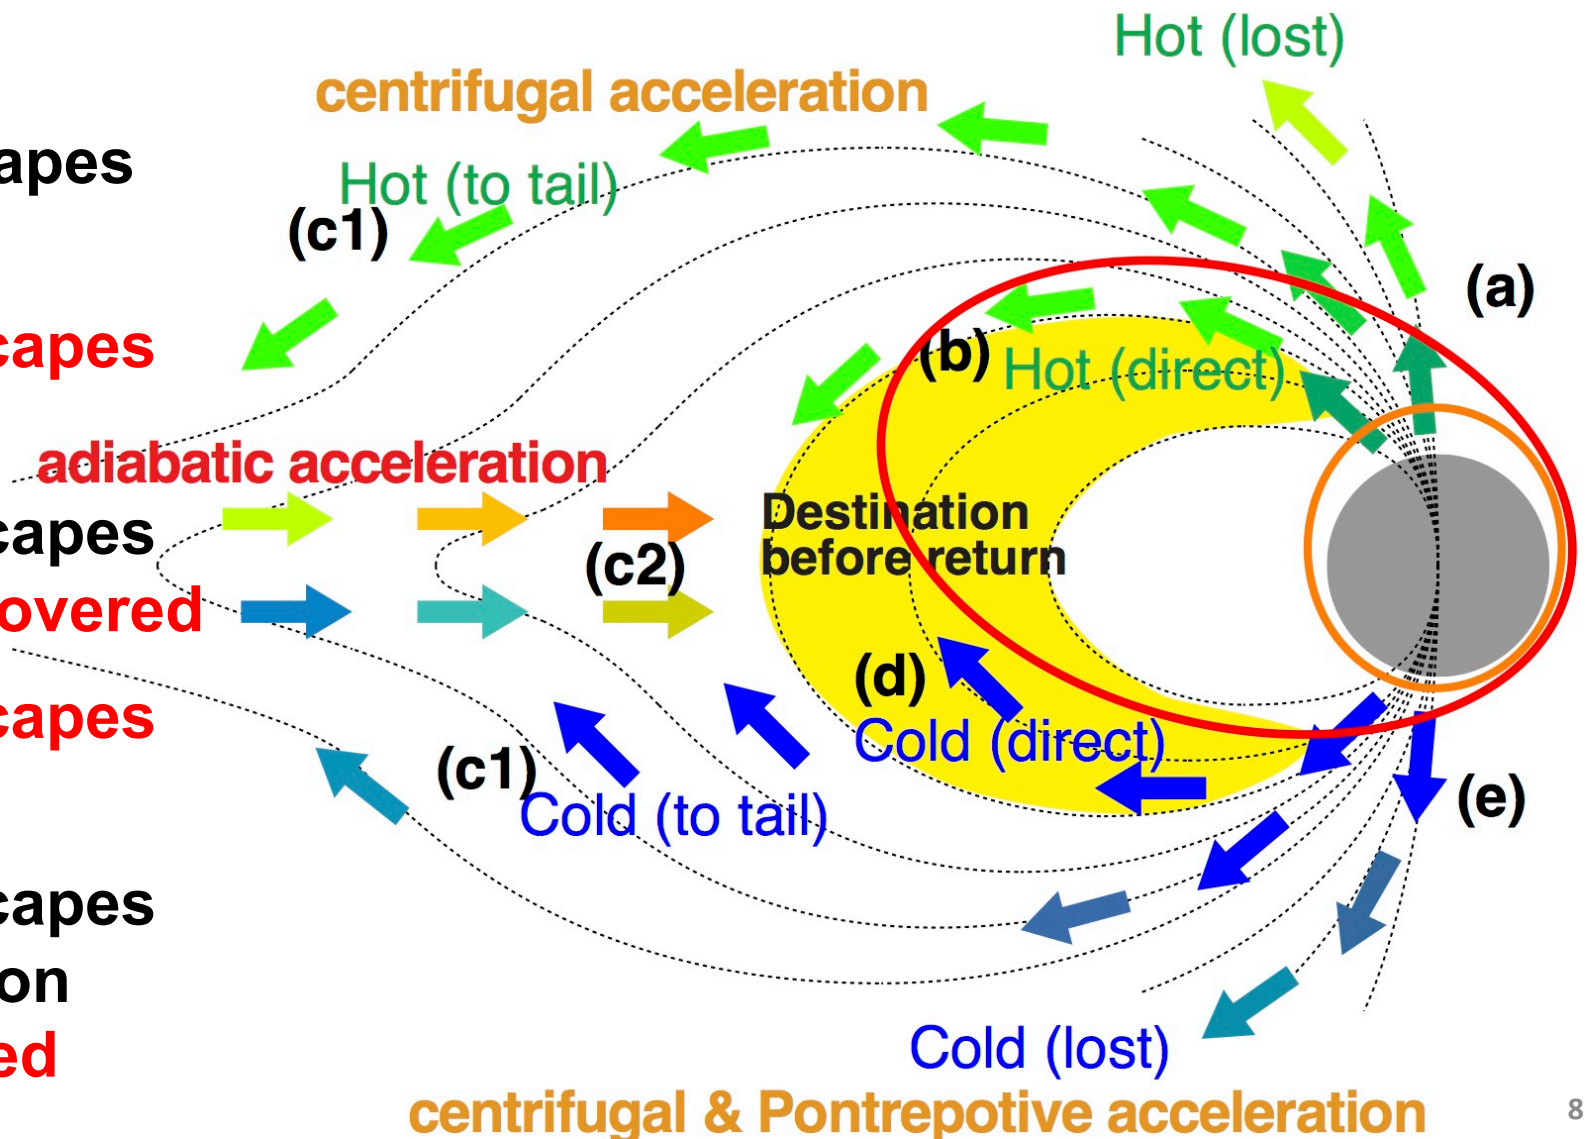 Hot (lost)
centrifugal acceleration
apes
Hot (to tail)
(c1)
(a)
capes
(b)
Hot (direct)
adiabatic acceleration
Destination
before return
capes
(c2)
overed
(d)
capes
Cold (direct)
(c1)
Cold (to tail)
(e)
capes
on
Cold (lost)
ed
centrifugal & Pontrepotive acceleration
8